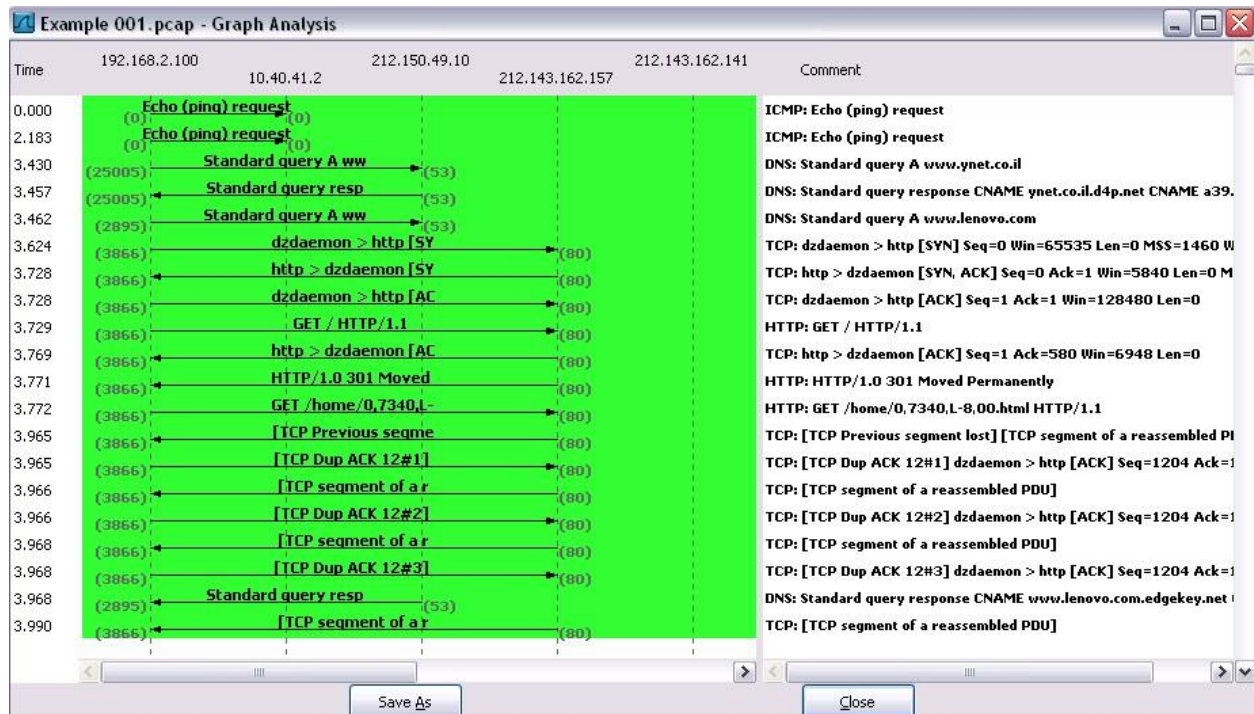 Example 001.pcap - Graph Analysis
Time 192.168.2.100 10.40.41.2 212.150.49.10 212.143.162.157 212.143.162.141 Comment
0.000 Echo (ping) request (0) (0) ICMP: Echo (ping) request
2.183 Echo (ping) request (0) (0) ICMP: Echo (ping) request
3.430 Standard query A ww (25005) (53) DNS: Standard query A www.ynet.co.il
3.457 Standard query resp (25005) (53) DNS: Standard query response CNAME ynet.co.il.d4p.net CNAME a39.
3.462 Standard query A ww (2895) (53) DNS: Standard query A www.lenovo.com
3.624 dzdaemon > http [SY (3866) (80) TCP: dzdaemon > http [SYN] Seq=0 Win=65535 Len=0 MSS=1460 W
3.728 http > dzdaemon [SY (3866) (80) TCP: http > dzdaemon [SYN, ACK] Seq=0 Ack=1 Win=5840 Len=0 M
3.728 dzdaemon > http [AC (3866) (80) TCP: dzdaemon > http [ACK] Seq=1 Ack=1 Win=128480 Len=0
3.729 GET / HTTP/1.1 (3866) (80) HTTP: GET / HTTP/1.1
3.769 http > dzdaemon [AC (3866) (80) TCP: http > dzdaemon [ACK] Seq=1 Ack=580 Win=6948 Len=0
3.771 HTTP/1.0 301 Moved (3866) (80) HTTP: HTTP/1.0 301 Moved Permanently
3.772 GET /home/0,7340,L- (3866) (80) HTTP: GET /home/0,7340,L-8,00.html HTTP/1.1
3.965 [TCP Previous segme (3866) (80) TCP: [TCP Previous segment lost] [TCP segment of a reassembled PI
3.965 [TCP Dup ACK 12#1] (3866) (80) TCP: [TCP Dup ACK 12#1] dzdaemon > http [ACK] Seq=1204 Ack=1
3.966 [TCP segment of a r (3866) (80) TCP: [TCP segment of a reassembled PDU]
3.966 [TCP Dup ACK 12#2] (3866) (80) TCP: [TCP Dup ACK 12#2] dzdaemon > http [ACK] Seq=1204 Ack=1
3.968 [TCP segment of a r (3866) (80) TCP: [TCP segment of a reassembled PDU]
3.968 [TCP Dup ACK 12#3] (3866) (80) TCP: [TCP Dup ACK 12#3] dzdaemon > http [ACK] Seq=1204 Ack=1
3.968 Standard query resp (2895) (53) DNS: Standard query response CNAME www.lenovo.com.edgekey.net
3.990 [TCP segment of a r (3866) (80) TCP: [TCP segment of a reassembled PDU]
Save As Close